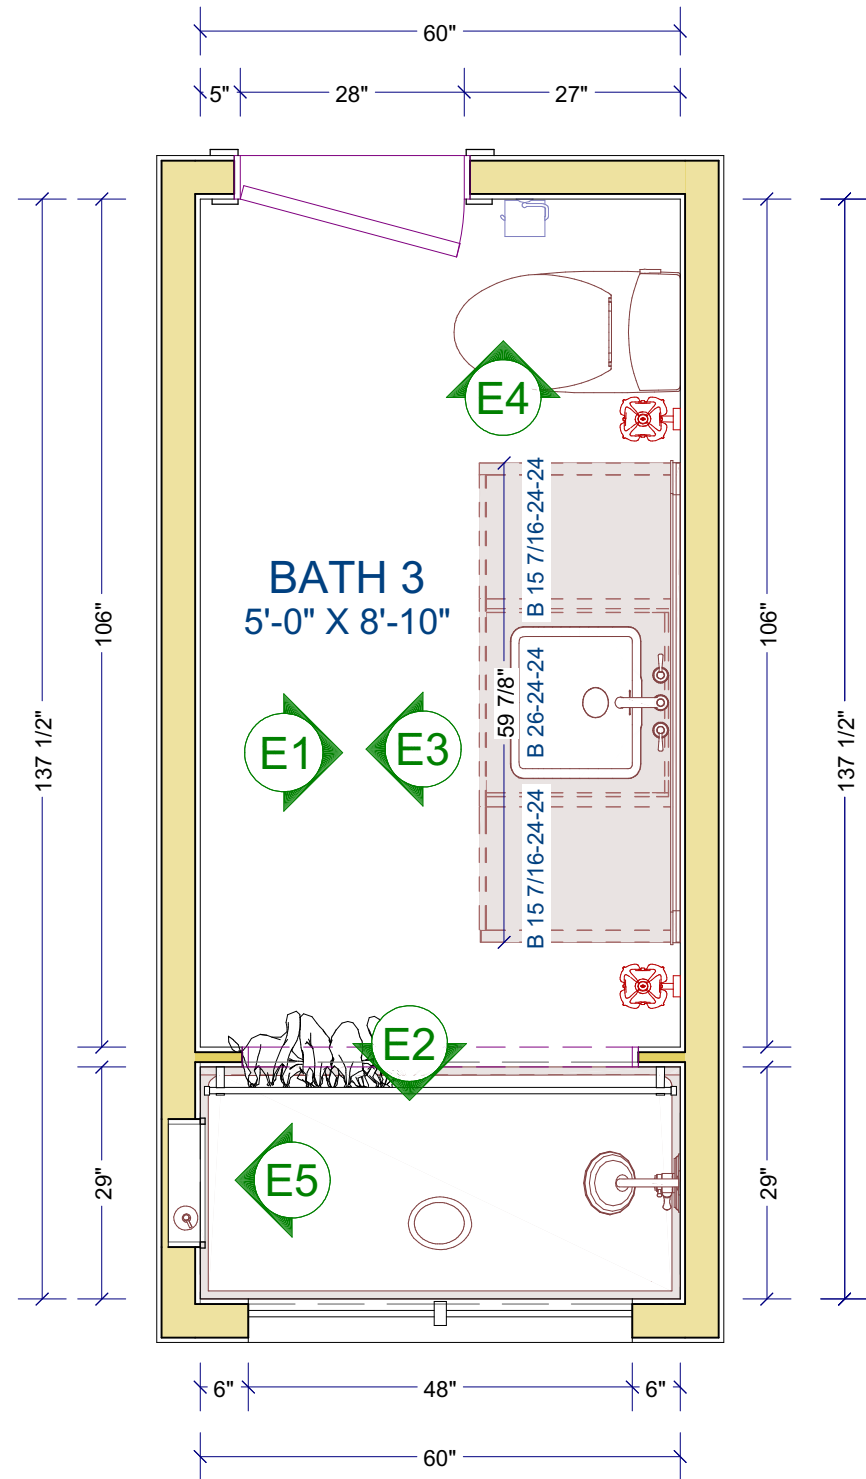 60"
5"
28"
27"
E4
B 15 7/16-24-24
BATH 3
5'-0" X 8'-10"
106"
106"
137 1/2"
137 1/2"
59 7/8"
B 26-24-24
E1
E3
B 15 7/16-24-24
E2
E5
29"
29"
6"
48"
6"
60"